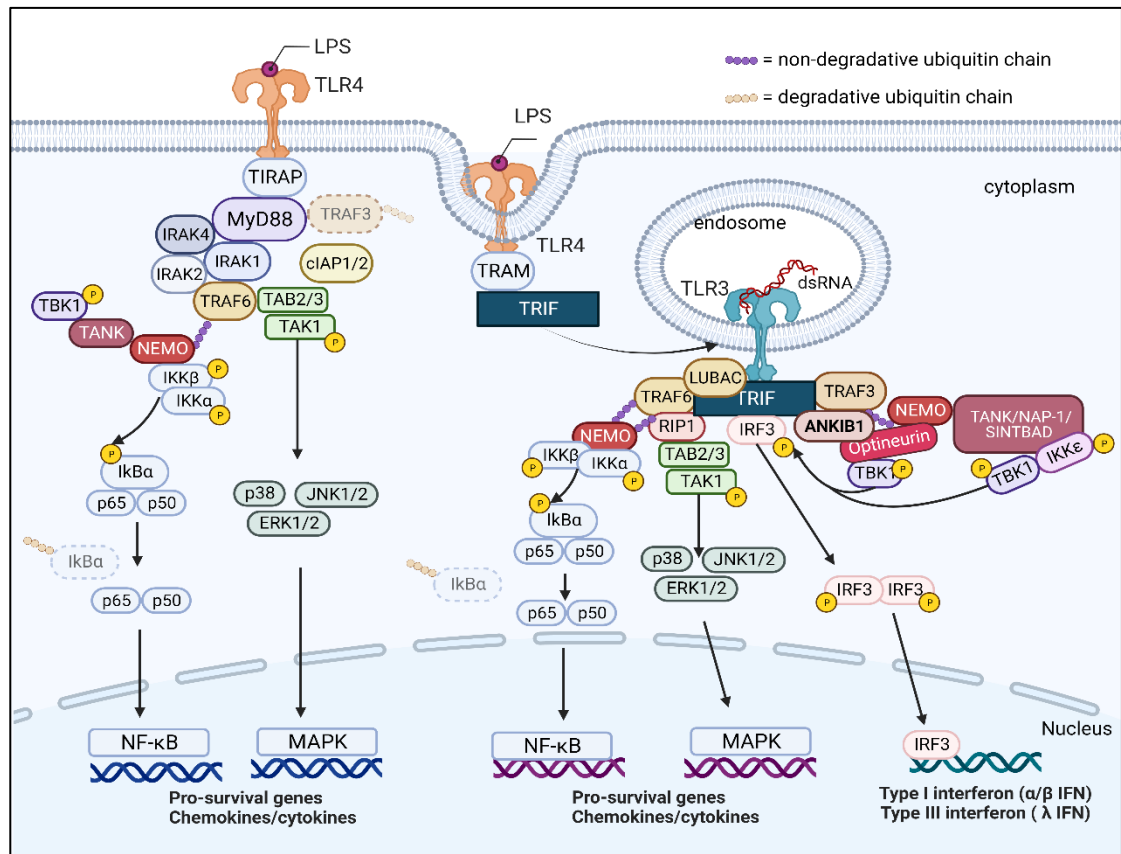 LPS
TLR4
= non-degradative ubiquitin chain
= degradative ubiquitin chain
LPS
TIRAP
cytoplasm
MyD88
TRAF3
endosome
IRAK4
TLR4
IRAK1
cIAP1/2
TRAM
IRAK2
dsRNA
TLR3
TBK1
P
TRAF6
TAB2/3
TRIF
TANK
TAK1
P
NEMO
IKKβ
P
IKKα
P
LUBAC
TRAF6
TRIF
TRAF3
NEMO
TANK/NAP-1/
SINTBAD
RIP1
IRF3
P
ANKIB1
Optineurin
NEMO
IKKβ
P
IKKα
P
TAB2/3
TAK1
P
TBK1
P
P
TBK1
IKKε
P
P
IkBα
p65
p50
P
IkBα
p65
p50
p38
JNK1/2
ERK1/2
p38
JNK1/2
ERK1/2
IkBα
p65
p50
IkBα
p65
p50
P
IRF3
IRF3
P
Nucleus
NF-κB
MAPK
NF-κB
MAPK
IRF3
Pro-survival genes
Chemokines/cytokines
Pro-survival genes
Chemokines/cytokines
Type I interferon (α/β IFN)
Type III interferon ( λ IFN)